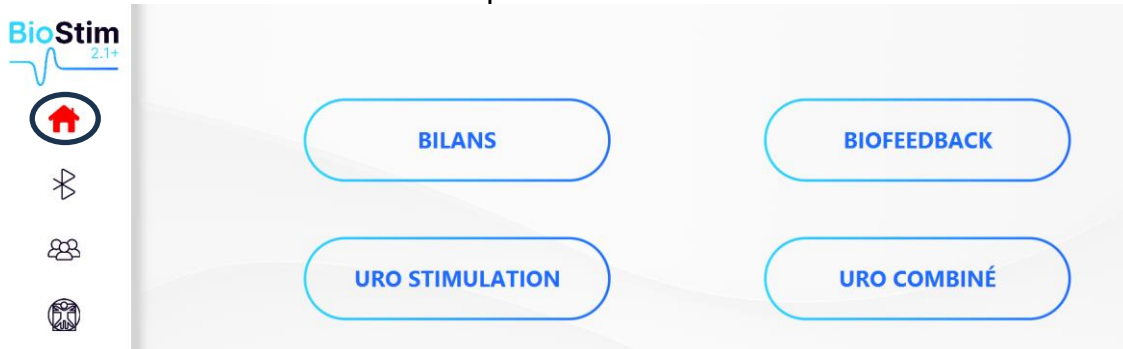 BioStim
2.1+
BILANS
BIOFEEDBACK
URO STIMULATION
URO COMBINÉ